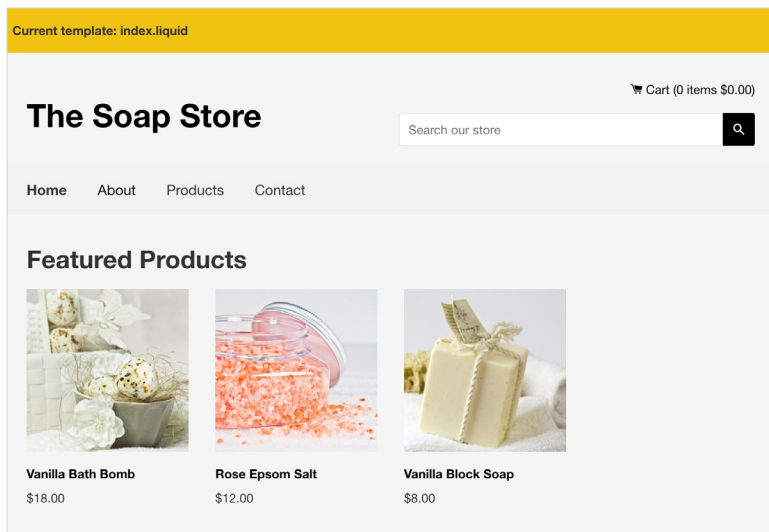 Current template: index.liquid
Cart (0 items $0.00)
The Soap Store
Search our store
Home About Products Contact
Featured Products
Vanilla Bath Bomb Rose Epsom Salt Vanilla Block Soap
$18.00 $12.00 $8.00